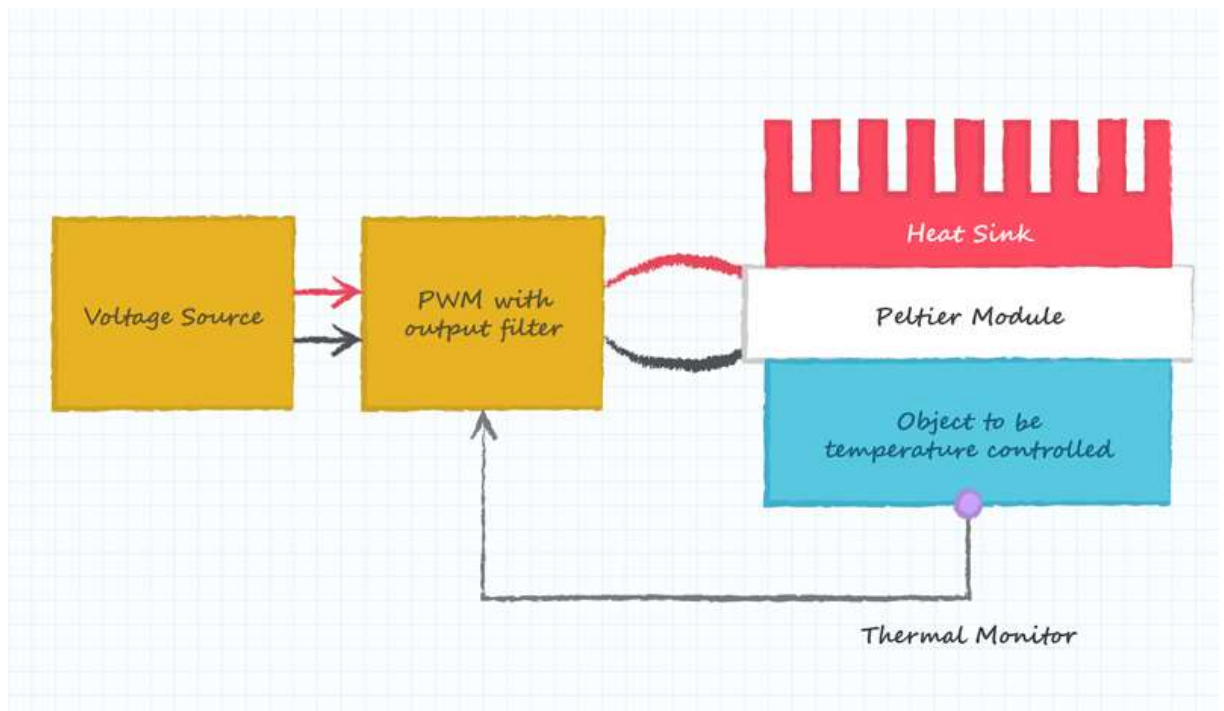 Heat Sink
Voltage Source
PWM with
output filter
Peltier Module
Object to be
temperature controlled
Thermal Monitor